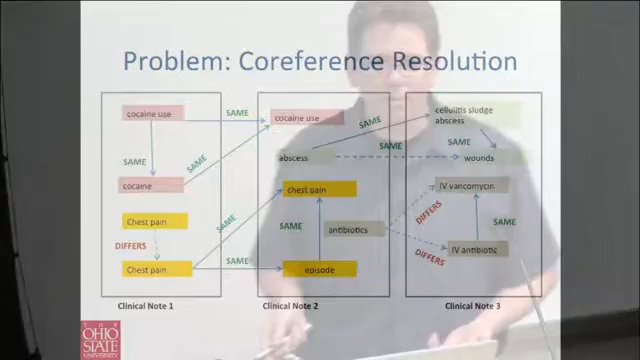 Problem: Coreference Resolution
cocaine use
SAME
SAME
SAME
cocaine
Chest pain
DIFFERS
Chest pain
SAME
SAME
cocaine use
abscess
chest pain
SAME
antibiotics
episode
SAME
SAME
DIFFERS
DIFFERS
cellulitis sludge
abscess
SAME
wounds
IV vancomycin
SAME
IV antibiotic
Clinical Note 1
Clinical Note 2
Clinical Note 3
THE
OHIO
STATE
UNIVERSITY